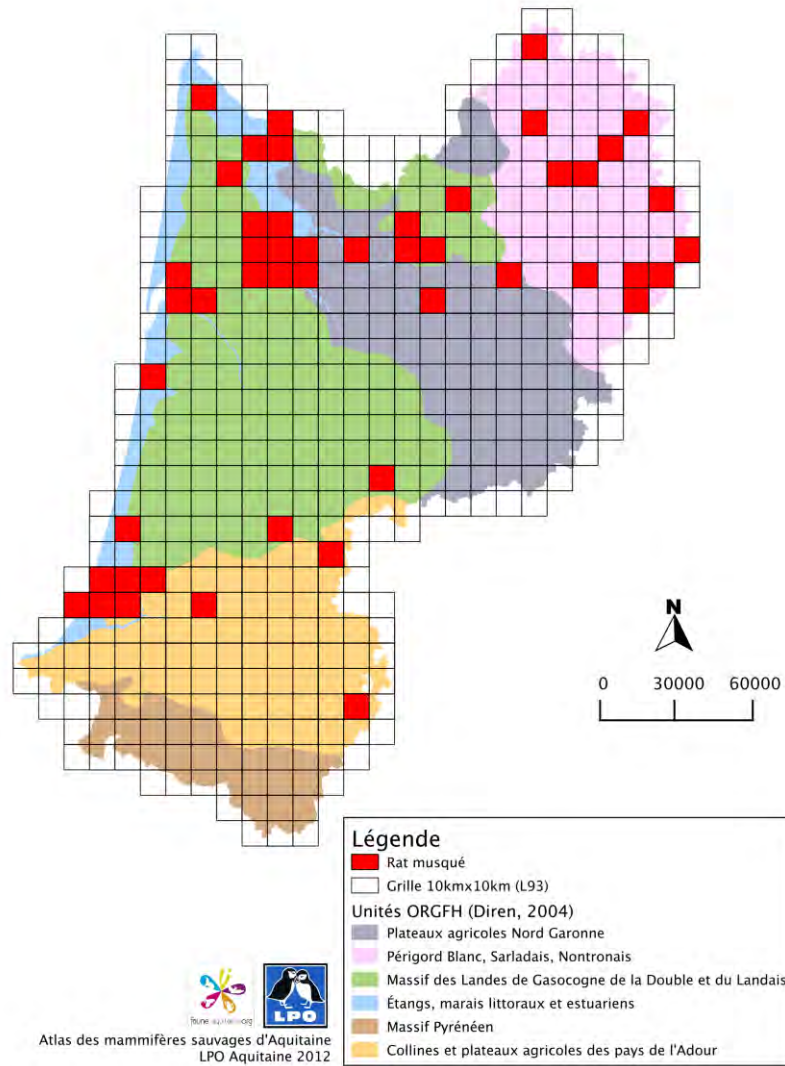 N
0 30000 60000
Légende
Rat musqué
Grille 10kmx10km (L93)
Unités ORGFH (Diren, 2004)
Plateaux agricoles Nord Garonne
Périgord Blanc, Sarladais, Nontronais
Massif des Landes de Gasocogne de la Double et du Landais
Étangs, marais littoraux et estuariens
Massif Pyrénéen
Collines et plateaux agricoles des pays de l'Adour
LPO
Atlas des mammifères sauvages d'Aquitaine
LPO Aquitaine 2012